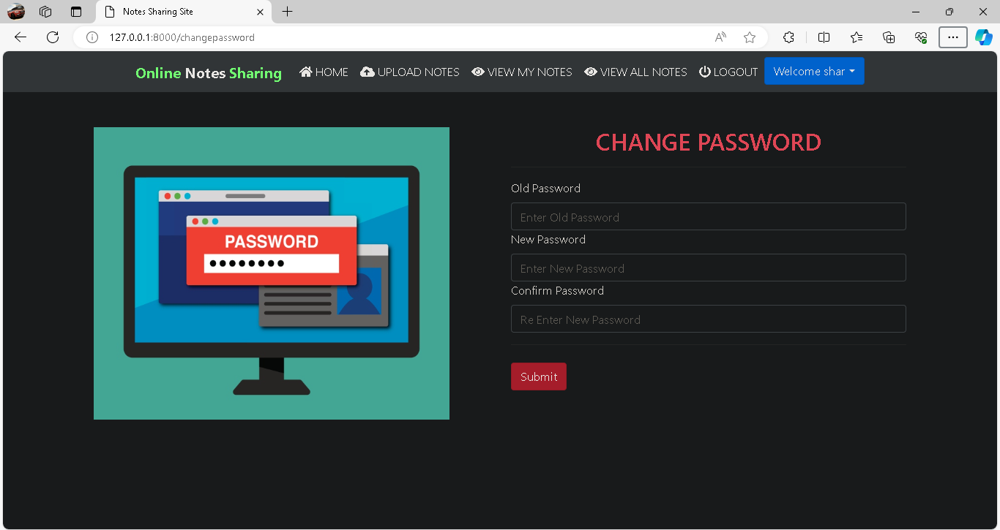 Notes Sharing Site
127.0.0.1:8000/changepassword
Online Notes Sharing HOME UPLOAD NOTES VIEW MY NOTES VIEW ALL NOTES LOGOUT Welcome shar
PASSWORD
CHANGE PASSWORD
Old Password
Enter Old Password
New Password
Enter New Password
Confirm Password
Re Enter New Password
Submit